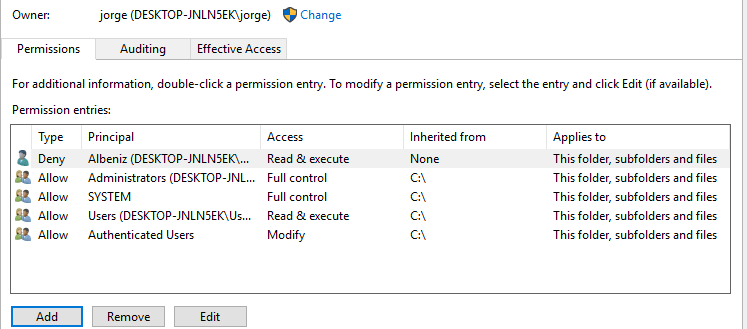 Owner: jorge (DESKTOP-JNLN5EK\jorge) Change
Permissions Auditing Effective Access
For additional information, double-click a permission entry. To modify a permission entry, select the entry and click Edit (if available).
Permission entries:
Type Principal Access Inherited from Applies to
Deny Albeniz (DESKTOP-JNLN5EK\... Read & execute None This folder, subfolders and files
Allow Administrators (DESKTOP-JNL... Full control C:\ This folder, subfolders and files
Allow SYSTEM Full control C:\ This folder, subfolders and files
Allow Users (DESKTOP-JNLN5EK\Us... Read & execute C:\ This folder, subfolders and files
Allow Authenticated Users Modify C:\ This folder, subfolders and files
Add Remove Edit